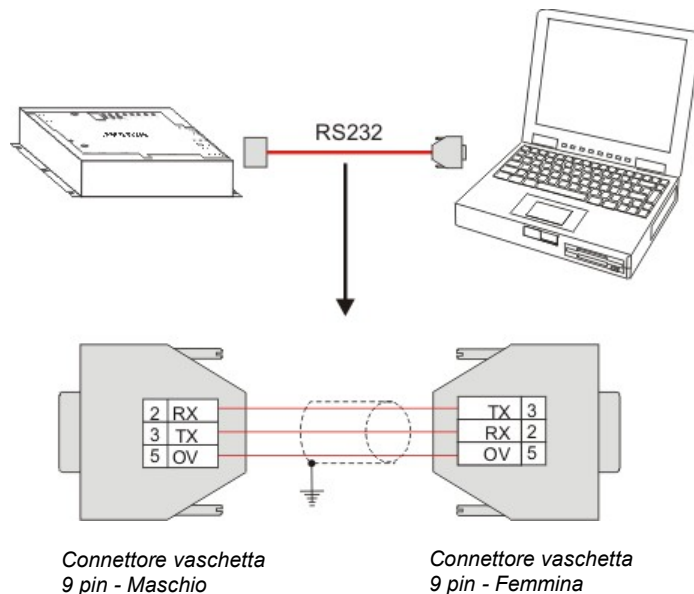 RS232
2 RX
3 TX
5 OV
TX 3
RX 2
OV 5
Connettore vaschetta
9 pin - Maschio
Connettore vaschetta
9 pin - Femmina